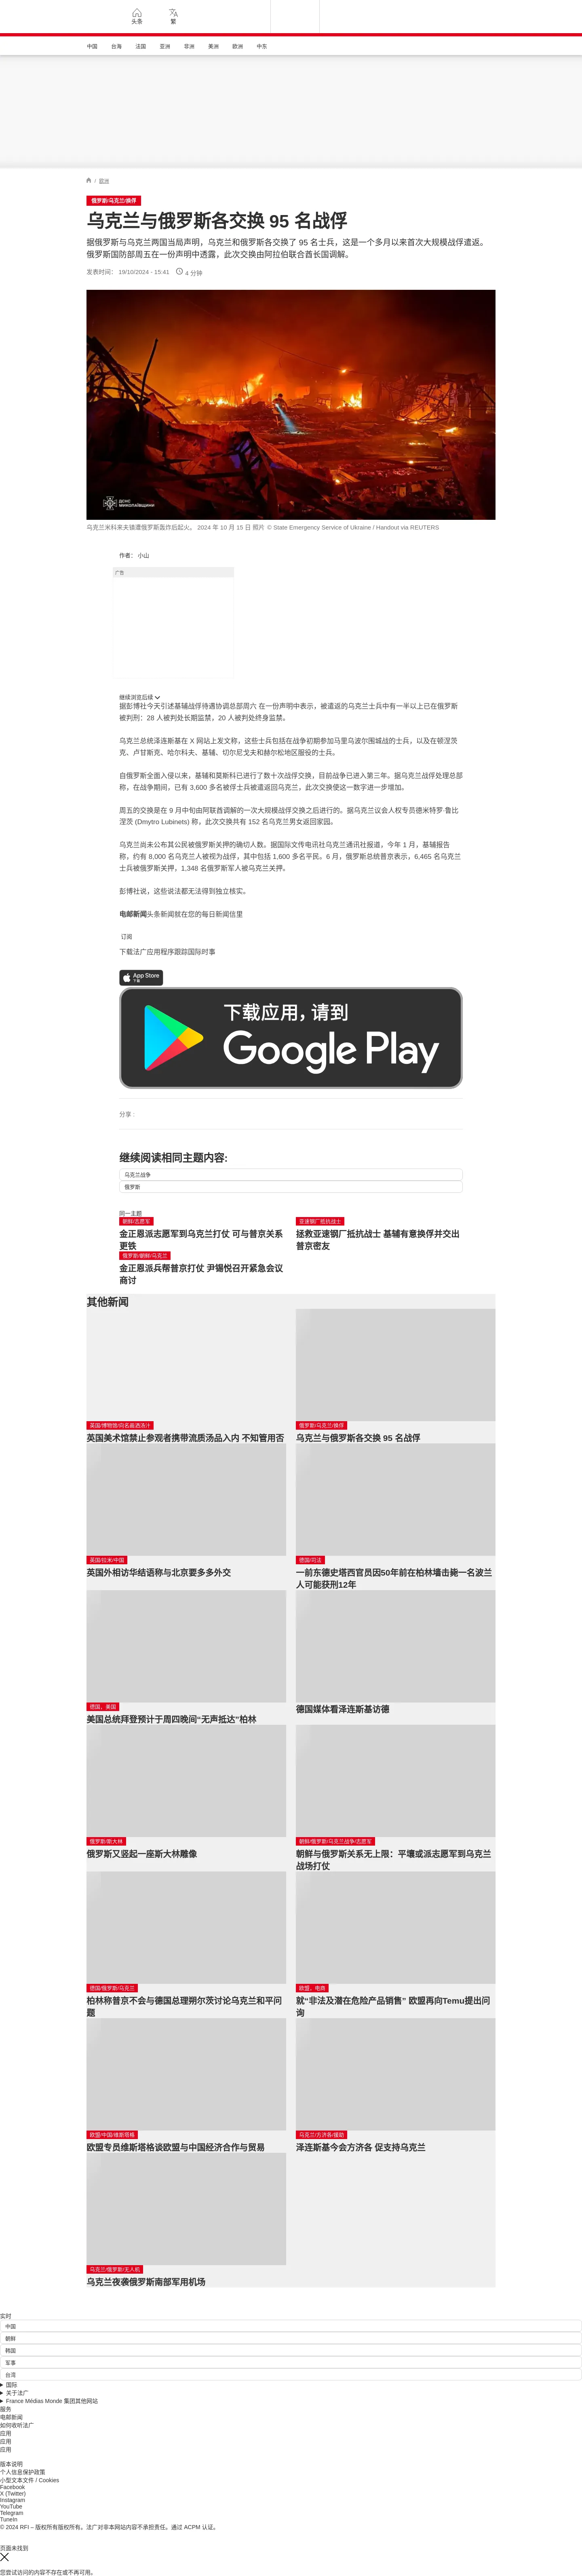 头条
繁
中国
台海
法国
亚洲
非洲
美洲
欧洲
中东
/ 欧洲
俄罗斯/乌克兰/换俘
乌克兰与俄罗斯各交换 95 名战俘
据俄罗斯与乌克兰两国当局声明，乌克兰和俄罗斯各交换了 95 名士兵，这是一个多月以来首次大规模战俘遣返。
俄罗斯国防部周五在一份声明中透露，此次交换由阿拉伯联合酋长国调解。
发表时间： 19/10/2024 - 15:41 4 分钟
ДСНС МИКОЛАЇВЩИНИ
乌克兰米科来夫镇遭俄罗斯轰炸后起火。 2024 年 10 月 15 日 照片 © State Emergency Service of Ukraine / Handout via REUTERS
作者： 小山
广告
继续浏览后续
据彭博社今天引述基辅战俘待遇协调总部周六 在一份声明中表示，被遣返的乌克兰士兵中有一半以上已在俄罗斯
被判刑：28 人被判处长期监禁，20 人被判处终身监禁。
乌克兰总统泽连斯基在 X 网站上发文称，这些士兵包括在战争初期参加马里乌波尔围城战的士兵，以及在顿涅茨
克、卢甘斯克、哈尔科夫、基辅、切尔尼戈夫和赫尔松地区服役的士兵。
自俄罗斯全面入侵以来，基辅和莫斯科已进行了数十次战俘交换，目前战争已进入第三年。据乌克兰战俘处理总部
称，在战争期间，已有 3,600 多名被俘士兵被遣返回乌克兰，此次交换使这一数字进一步增加。
周五的交换是在 9 月中旬由阿联酋调解的一次大规模战俘交换之后进行的。据乌克兰议会人权专员德米特罗·鲁比
涅茨 (Dmytro Lubinets) 称，此次交换共有 152 名乌克兰男女返回家园。
乌克兰尚未公布其公民被俄罗斯关押的确切人数。据国际文传电讯社乌克兰通讯社报道，今年 1 月，基辅报告
称，约有 8,000 名乌克兰人被视为战俘，其中包括 1,600 多名平民。6 月，俄罗斯总统普京表示，6,465 名乌克兰
士兵被俄罗斯关押，1,348 名俄罗斯军人被乌克兰关押。
彭博社说，这些说法都无法得到独立核实。
电邮新闻头条新闻就在您的每日新闻信里
订阅
下载法广应用程序跟踪国际时事
App Store
下载
下载应用，请到
Google Play
分享 :
继续阅读相同主题内容:
乌克兰战争
俄罗斯
同一主题
朝鲜/志愿军
金正恩派志愿军到乌克兰打仗 可与普京关系
更铁
亚速钢厂抵抗战士
拯救亚速钢厂抵抗战士 基辅有意换俘并交出
普京密友
俄罗斯/朝鲜/乌克兰
金正恩派兵帮普京打仗 尹锡悦召开紧急会议
商讨
其他新闻
英国/博物馆/向名画洒汤汁
英国美术馆禁止参观者携带流质汤品入内 不知管用否
俄罗斯/乌克兰/换俘
乌克兰与俄罗斯各交换 95 名战俘
英国/拉米/中国
英国外相访华结语称与北京要多多外交
德国/司法
一前东德史塔西官员因50年前在柏林墙击毙一名波兰
人可能获刑12年
德国、美国
美国总统拜登预计于周四晚间“无声抵达”柏林
德国媒体看泽连斯基访德
俄罗斯/斯大林
俄罗斯又竖起一座斯大林雕像
朝鲜/俄罗斯/乌克兰战争/志愿军
朝鲜与俄罗斯关系无上限：平壤或派志愿军到乌克兰
战场打仗
德国/俄罗斯/乌克兰
柏林称普京不会与德国总理朔尔茨讨论乌克兰和平问
题
欧盟、电商
就“非法及潜在危险产品销售” 欧盟再向Temu提出问
询
欧盟/中国/维斯塔格
欧盟专员维斯塔格谈欧盟与中国经济合作与贸易
乌克兰/方济各/援助
泽连斯基今会方济各 促支持乌克兰
乌克兰/俄罗斯/无人机
乌克兰夜袭俄罗斯南部军用机场
实时
中国
朝鲜
韩国
军事
台湾
国际
关于法广
France Médias Monde 集团其他网站
服务
电邮新闻
如何收听法广
应用
应用
应用
版本说明
个人信息保护政策
小型文本文件 / Cookies
Facebook
X (Twitter)
Instagram
YouTube
Telegram
TuneIn
© 2024 RFI – 版权所有版权所有。法广对非本网站内容不承担责任。通过 ACPM 认证。
页面未找到
您尝试访问的内容不存在或不再可用。